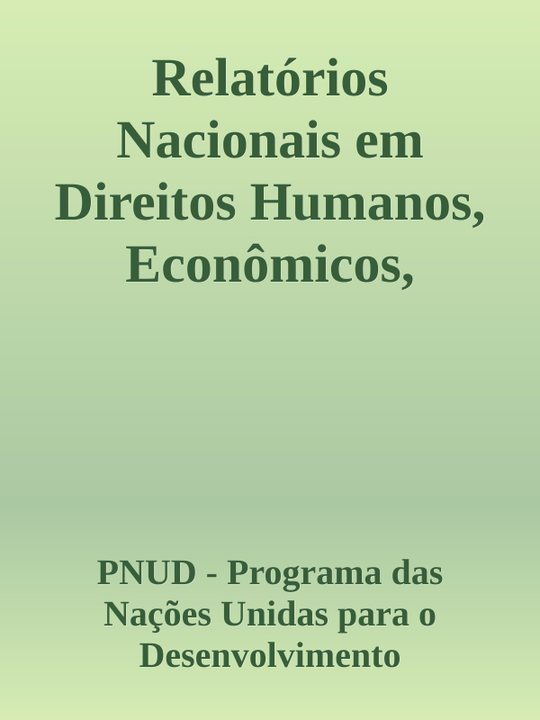 Relatórios
Nacionais em
Direitos Humanos,
Econômicos,
PNUD - Programa das
Nações Unidas para o
Desenvolvimento